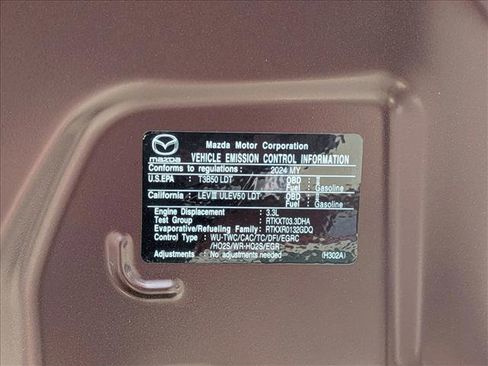 Mazda Motor Corporation
mazda VEHICLE EMISSION CONTROL INFORMATION
Conforms to regulations : 2024 MY
U.S.EPA : T3B50 LDT OBD : II
Fuel : Gasoline
California : LEVIII ULEV50 LDT OBD : II
Fuel : Gasoline
Engine Displacement : 3.3L
Test Group : RTKXT03.3DHA
Evaporative/Refueling Family : RTKXR0132GDQ
Control Type : WU-TWC/CAC/TC/DFI/EGRC
/HO2S/WR-HO2S/EGR
Adjustments : No adjustments needed (H302A)